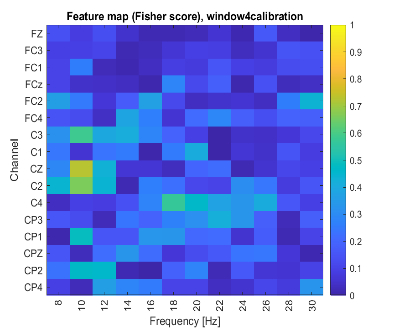 Feature map (Fisher score), window4calibration
FZ
FC3
FC1
FCz
FC2
FC4
C3
C1
CZ
C2
C4
CP3
CP1
CPZ
CP2
CP4
Channel
8 10 12 14 16 18 20 22 24 26 28 30
Frequency [Hz]
1
0.9
0.8
0.7
0.6
0.5
0.4
0.3
0.2
0.1
0